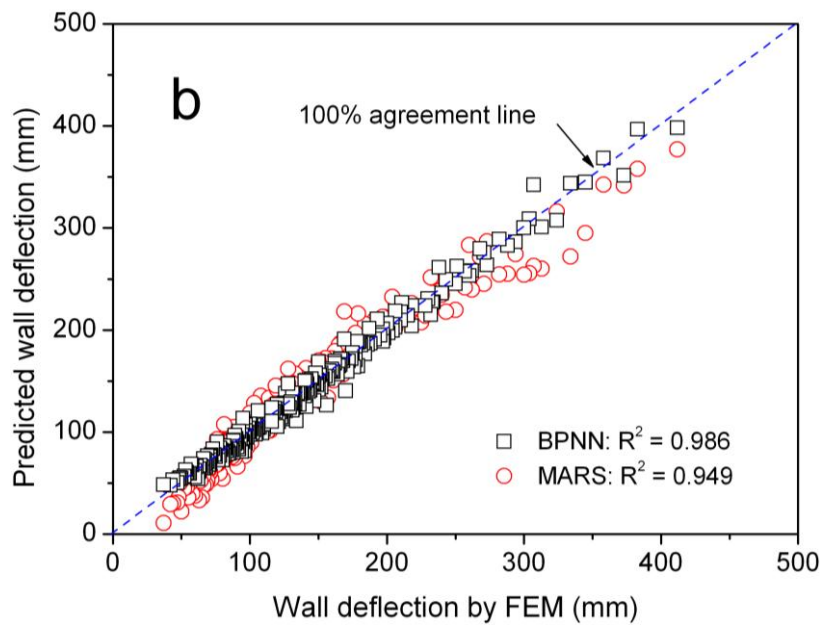 b
100% agreement line
500
400
300
200
100
0
Predicted wall deflection (mm)
BPNN: R² = 0.986
MARS: R² = 0.949
0 100 200 300 400 500
Wall deflection by FEM (mm)